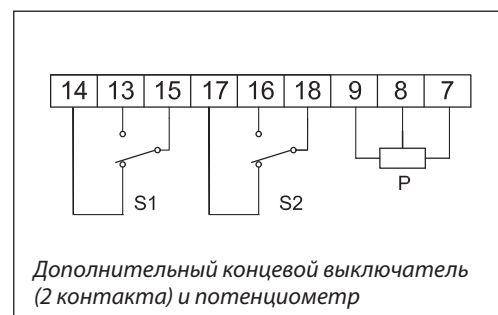 14 13 15 17 16 18 9 8 7
S1 S2 P
Дополнительный концевой выключатель
(2 контакта) и потенциометр